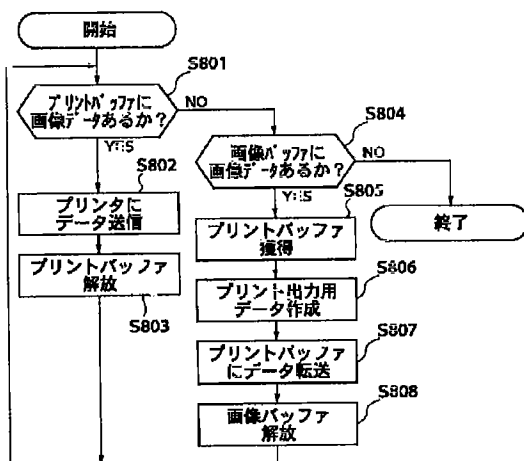 開始
S801
プリントバッファに
画像データあるか?
NO
YES
S802
プリンタに
データ送信
プリントバッファ
解放
S803
S804
画像バッファに
画像データあるか?
NO
YES
終了
S805
プリントバッファ
獲得
S806
プリント出力用
データ作成
S807
プリントバッファ
にデータ転送
S808
画像バッファ
解放